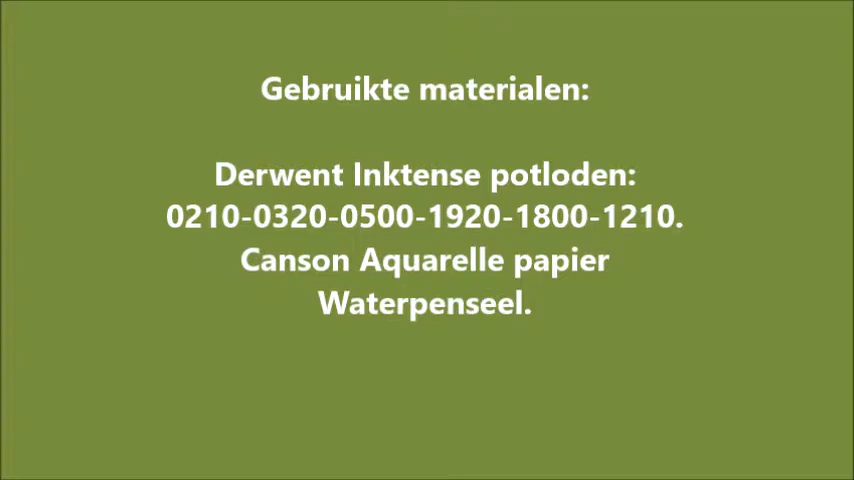 Gebruikte materialen:
Derwent Inktense potloden:
0210-0320-0500-1920-1800-1210.
Canson Aquarelle papier
Waterpenseel.